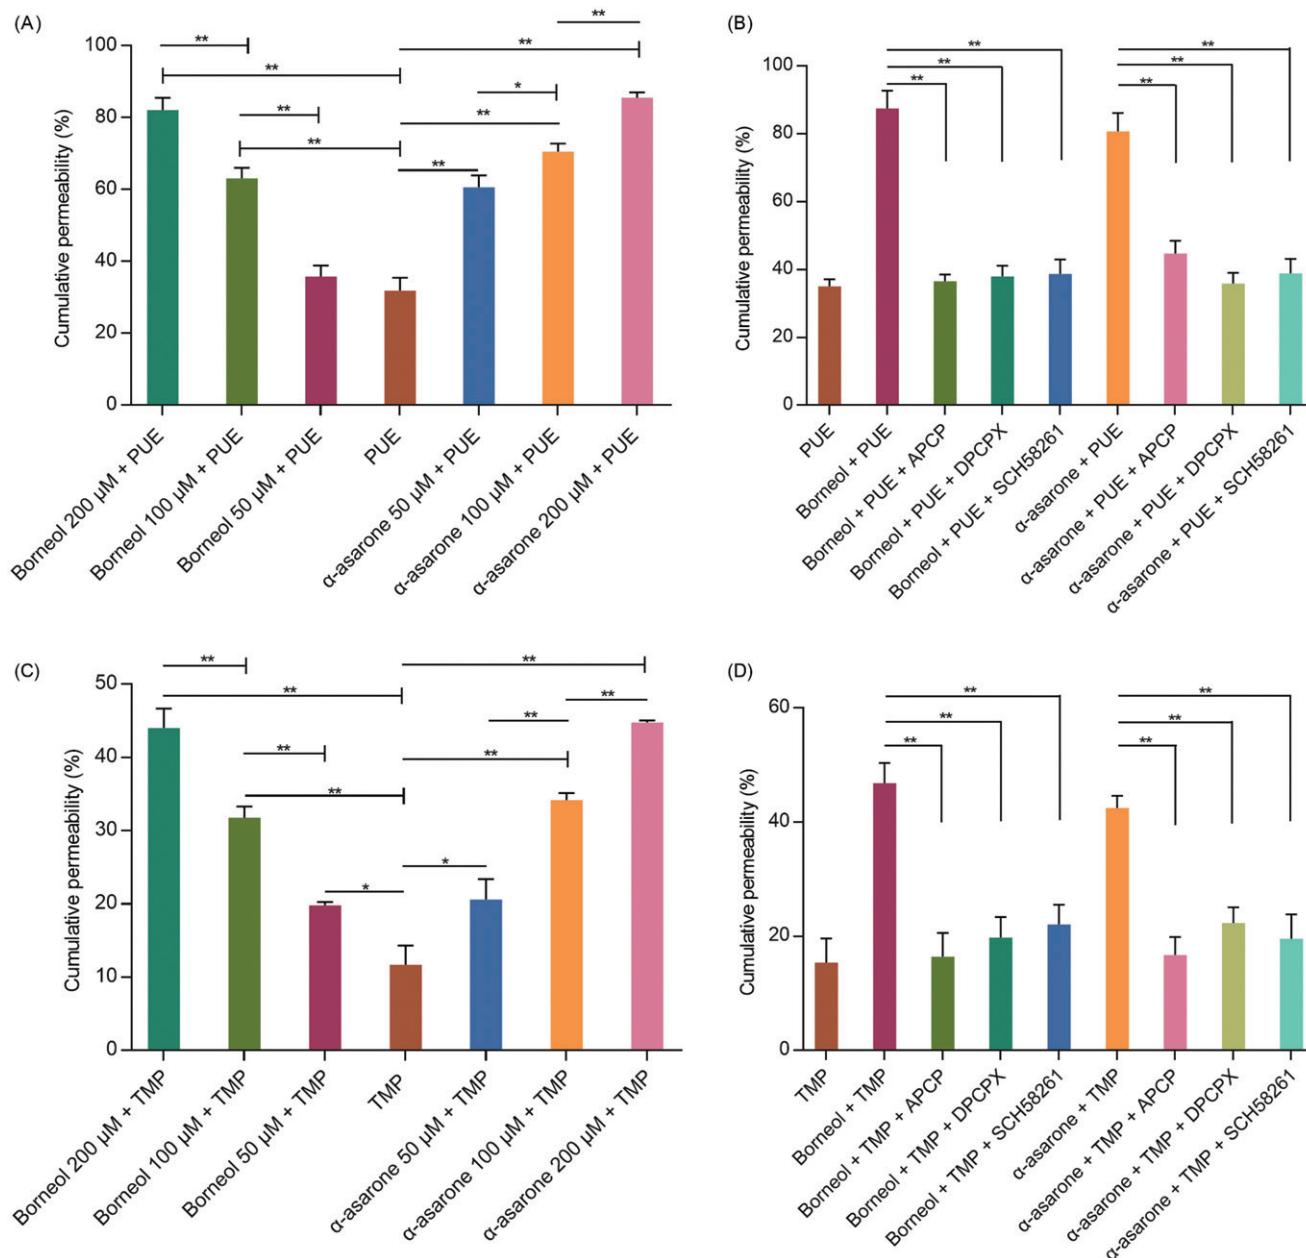 (A)
**
**
**
**
**
**
*
**
**
**
Cumulative permeability (%)
100
80
60
40
20
0
Borneol 200 μM + PUE
Borneol 100 μM + PUE
Borneol 50 μM + PUE
PUE
α-asarone 50 μM + PUE
α-asarone 100 μM + PUE
α-asarone 200 μM + PUE
(B)
**
**
**
**
**
**
Cumulative permeability (%)
100
80
60
40
20
0
PUE
Borneol + PUE
Borneol + PUE + APCP
Borneol + PUE + DPCPX
Borneol + PUE + SCH58261
α-asarone + PUE
α-asarone + PUE + APCP
α-asarone + PUE + DPCPX
α-asarone + PUE + SCH58261
(C)
**
**
**
**
**
**
**
**
*
*
Cumulative permeability (%)
50
40
30
20
10
0
Borneol 200 μM + TMP
Borneol 100 μM + TMP
Borneol 50 μM + TMP
TMP
α-asarone 50 μM + TMP
α-asarone 100 μM + TMP
α-asarone 200 μM + TMP
(D)
**
**
**
**
**
**
Cumulative permeability (%)
60
40
20
0
TMP
Borneol + TMP
Borneol + TMP + APCP
Borneol + TMP + DPCPX
Borneol + TMP + SCH58261
α-asarone + TMP
α-asarone + TMP + APCP
α-asarone + TMP + DPCPX
α-asarone + TMP + SCH58261